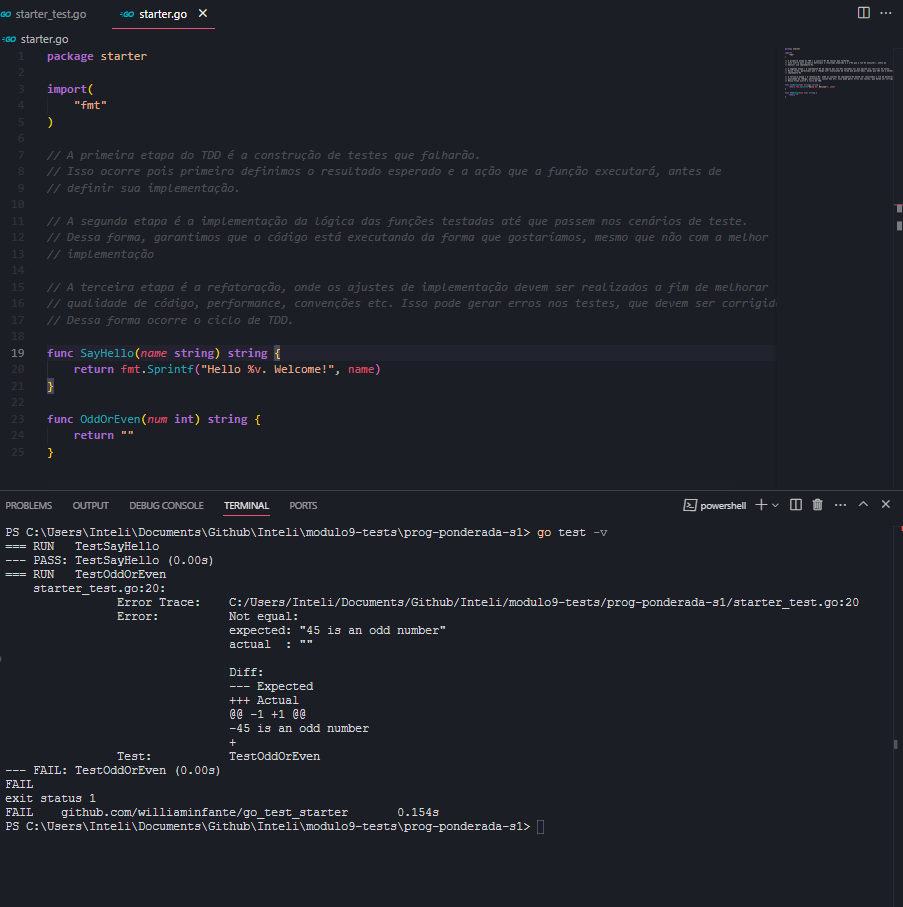 starter_test.go
starter.go
starter.go
1 package starter
2
3 import(
4 "fmt"
5 )
6
7 // A primeira etapa do TDD é a construção de testes que falharão.
8 // Isso ocorre pois primeiro definimos o resultado esperado e a ação que a função executará, antes de
9 // definir sua implementação.
10
11 // A segunda etapa é a implementação da lógica das funções testadas até que passem nos cenários de teste.
12 // Dessa forma, garantimos que o código está executando da forma que gostaríamos, mesmo que não com a melhor
13 // implementação
14
15 // A terceira etapa é a refatoração, onde os ajustes de implementação devem ser realizados a fim de melhorar
16 // qualidade de código, performance, convenções etc. Isso pode gerar erros nos testes, que devem ser corrigid
17 // Dessa forma ocorre o ciclo de TDD.
18
19 func SayHello(name string) string {
20 return fmt.Sprintf("Hello %v. Welcome!", name)
21 }
22
23 func OddOrEven(num int) string {
24 return ""
25 }
PROBLEMS OUTPUT DEBUG CONSOLE TERMINAL PORTS powershell
PS C:\Users\Inteli\Documents\Github\Inteli\modulo9-tests\prog-ponderada-s1> go test -v
=== RUN TestSayHello
--- PASS: TestSayHello (0.00s)
=== RUN TestOddOrEven
starter_test.go:20:
Error Trace: C:/Users/Inteli/Documents/Github/Inteli/modulo9-tests/prog-ponderada-s1/starter_test.go:20
Error: Not equal:
expected: "45 is an odd number"
actual : ""
Diff:
--- Expected
+++ Actual
@@ -1 +1 @@
-45 is an odd number
+
Test: TestOddOrEven
--- FAIL: TestOddOrEven (0.00s)
FAIL
exit status 1
FAIL github.com/williaminfante/go_test_starter 0.154s
PS C:\Users\Inteli\Documents\Github\Inteli\modulo9-tests\prog-ponderada-s1>